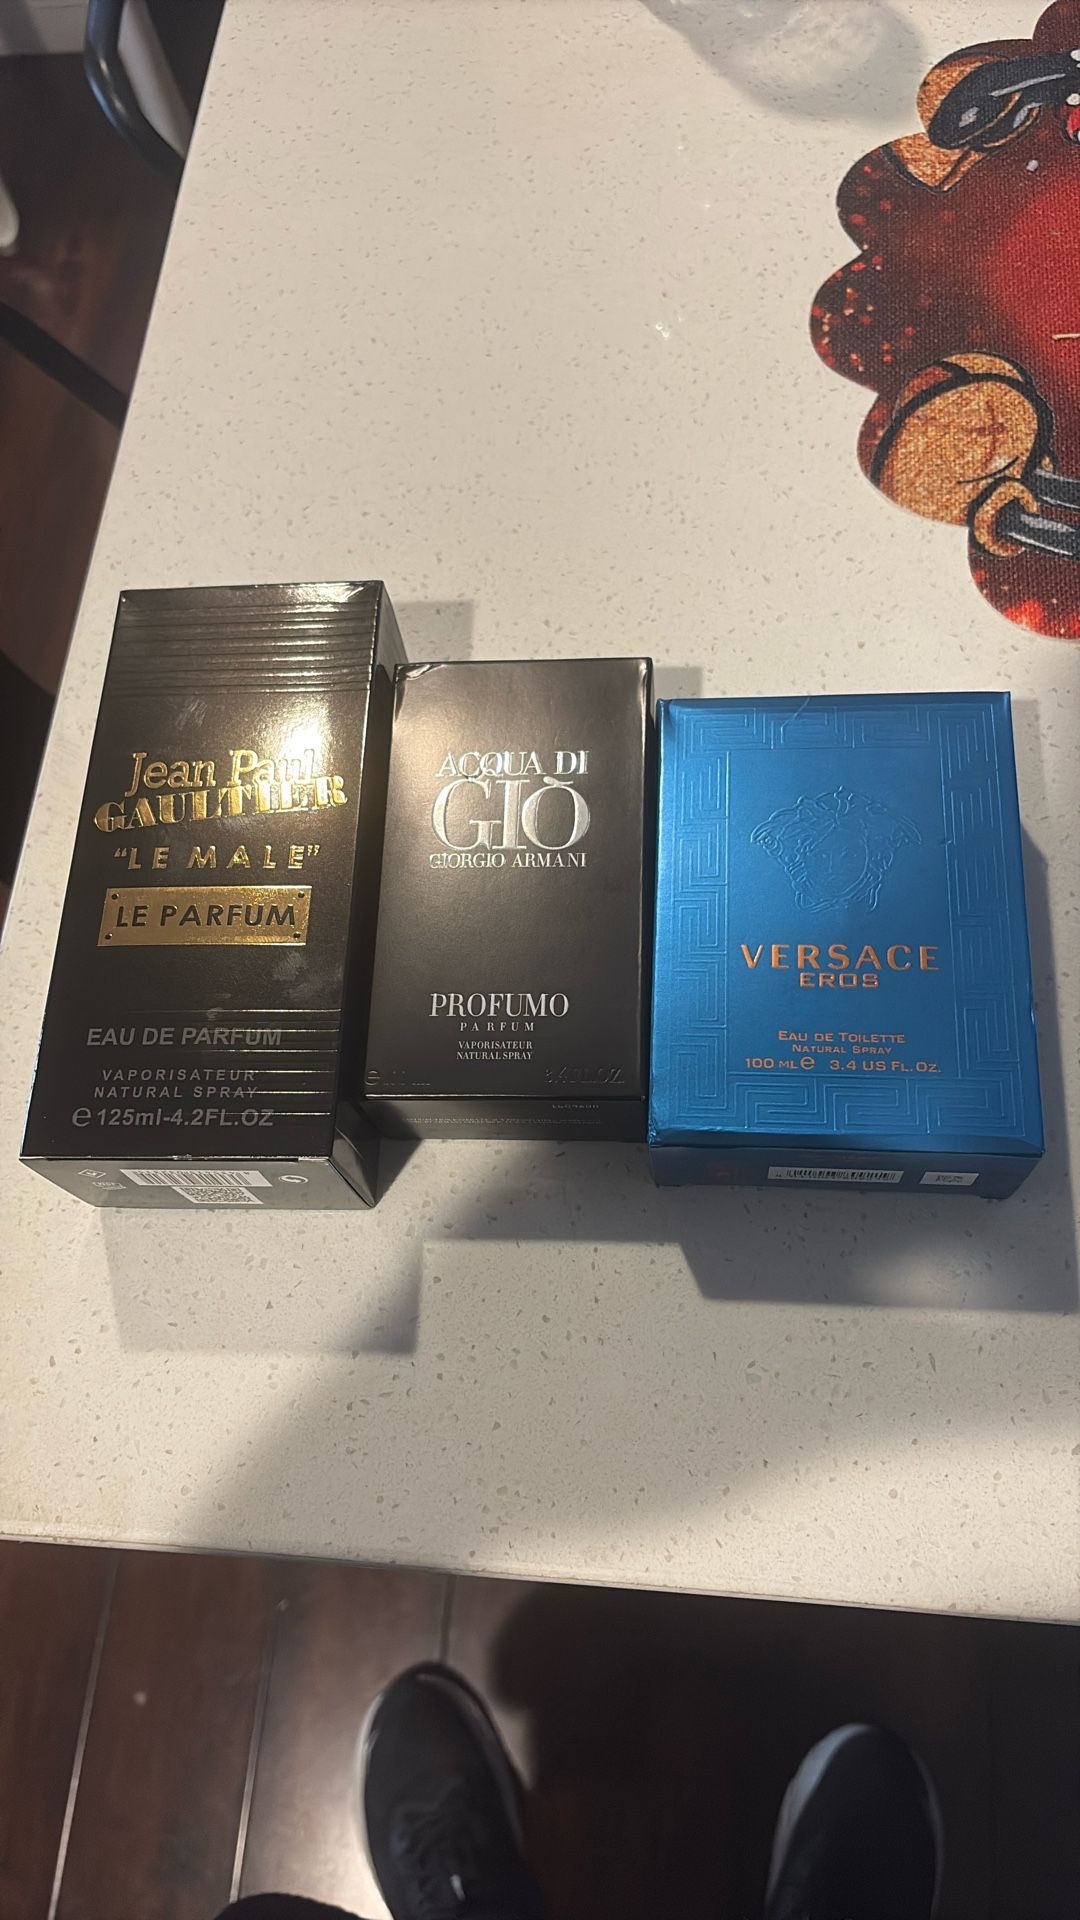 Jean Paul
GAULTIER
"LE MALE"
LE PARFUM
EAU DE PARFUM
VAPORISATEUR
NATURAL SPRAY
e 125ml-4.2FL.OZ
ACQUA DI
GIÒ
GIORGIO ARMANI
PROFUMO
PARFUM
VAPORISATEUR
NATURAL SPRAY
VERSACE
EROS
EAU DE TOILETTE
NATURAL SPRAY
100 ML e 3.4 US FL. OZ.